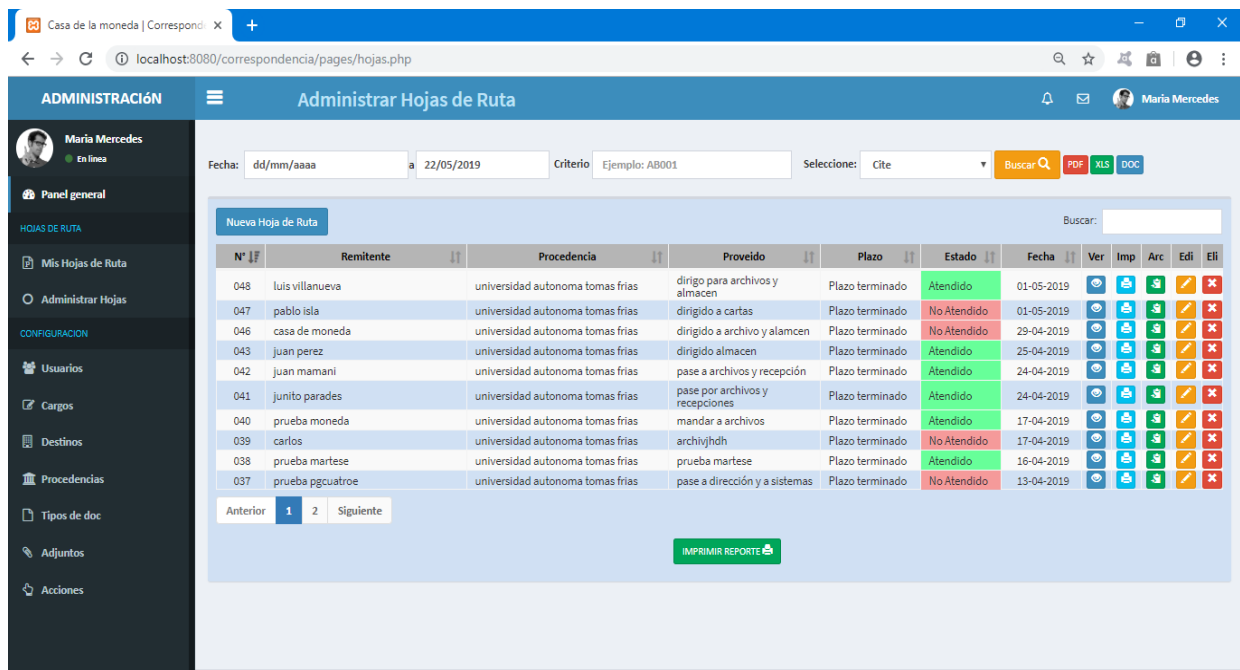 Casa de la moneda | Correspond
localhost:8080/correspondencia/pages/hojas.php
ADMINISTRACIóN
Administrar Hojas de Ruta
Maria Mercedes
Maria Mercedes
En linea
Panel general
HOJAS DE RUTA
Mis Hojas de Ruta
Administrar Hojas
CONFIGURACION
Usuarios
Cargos
Destinos
Procedencias
Tipos de doc
Adjuntos
Acciones
Fecha: dd/mm/aaaa a 22/05/2019 Criterio Ejemplo: AB001 Seleccione: Cite Buscar PDF XLS DOC
Nueva Hoja de Ruta Buscar:
N° Remitente Procedencia Proveido Plazo Estado Fecha Ver Imp Arc Edi Eli
048 luis villanueva universidad autonoma tomas frias dirigo para archivos y almacen Plazo terminado Atendido 01-05-2019
047 pablo isla universidad autonoma tomas frias dirigido a cartas Plazo terminado No Atendido 01-05-2019
046 casa de moneda universidad autonoma tomas frias dirigido a archivo y alamcen Plazo terminado No Atendido 29-04-2019
043 juan perez universidad autonoma tomas frias dirigido almacen Plazo terminado Atendido 25-04-2019
042 juan mamani universidad autonoma tomas frias pase a archivos y recepción Plazo terminado Atendido 24-04-2019
041 junito parades universidad autonoma tomas frias pase por archivos y recepciones Plazo terminado Atendido 24-04-2019
040 prueba moneda universidad autonoma tomas frias mandar a archivos Plazo terminado Atendido 17-04-2019
039 carlos universidad autonoma tomas frias archivjhdh Plazo terminado No Atendido 17-04-2019
038 prueba martese universidad autonoma tomas frias prueba martese Plazo terminado Atendido 16-04-2019
037 prueba pgcuatroe universidad autonoma tomas frias pase a dirección y a sistemas Plazo terminado No Atendido 13-04-2019
Anterior 1 2 Siguiente
IMPRIMIR REPORTE